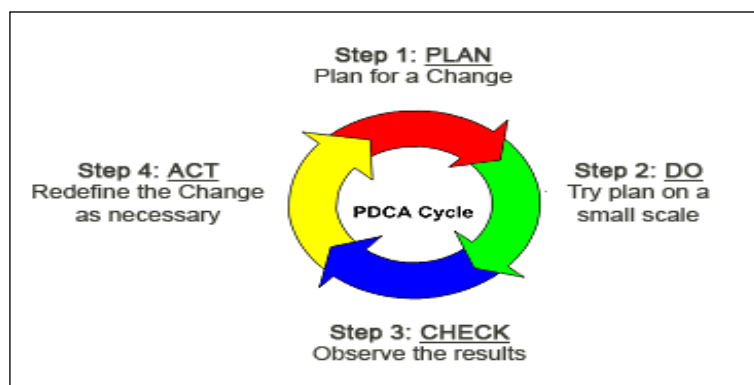 Step 1: PLAN
Plan for a Change
Step 4: ACT
Redefine the Change
as necessary
PDCA Cycle
Step 2: DO
Try plan on a
small scale
Step 3: CHECK
Observe the results